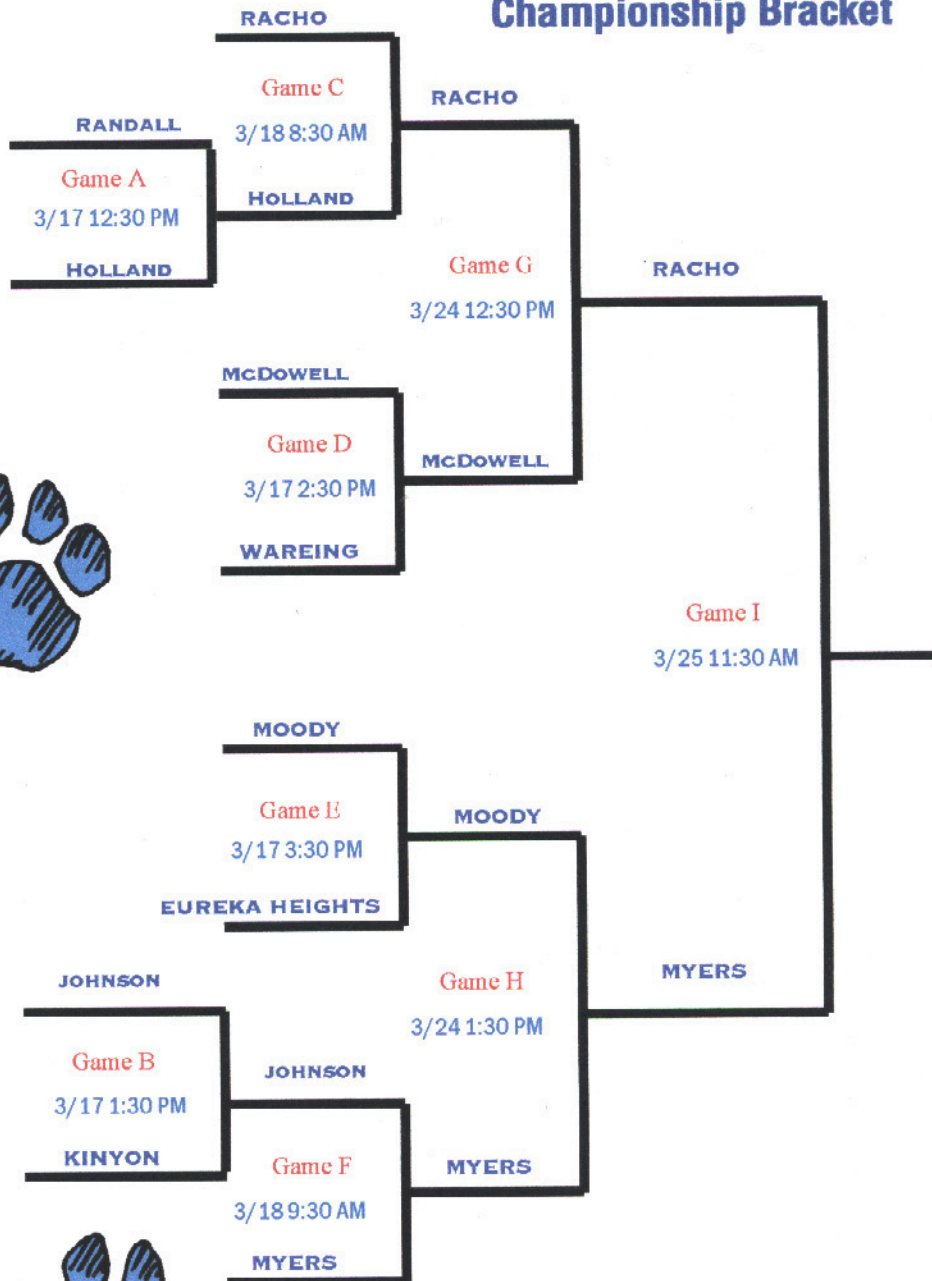 Championship Bracket
RACHO
Game C
3/18 8:30 AM
RACHO
RANDALL
Game A
3/17 12:30 PM
HOLLAND
HOLLAND
Game G
3/24 12:30 PM
RACHO
McDOWELL
Game D
3/17 2:30 PM
McDOWELL
WAREING
Game I
3/25 11:30 AM
MOODY
Game E
3/17 3:30 PM
MOODY
EUREKA HEIGHTS
JOHNSON
Game H
3/24 1:30 PM
MYERS
Game B
3/17 1:30 PM
JOHNSON
KINYON
Game F
3/18 9:30 AM
MYERS
MYERS